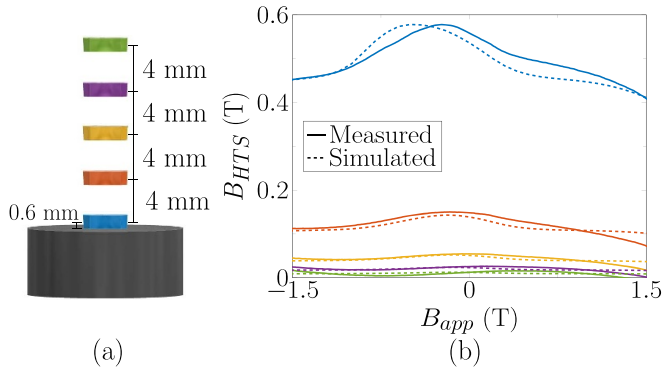 4 mm
4 mm
4 mm
4 mm
0.6 mm
(a)
0.6
0.4
0.2
0
B_HTS (T)
Measured
Simulated
−1.5
0
1.5
B_app (T)
(b)